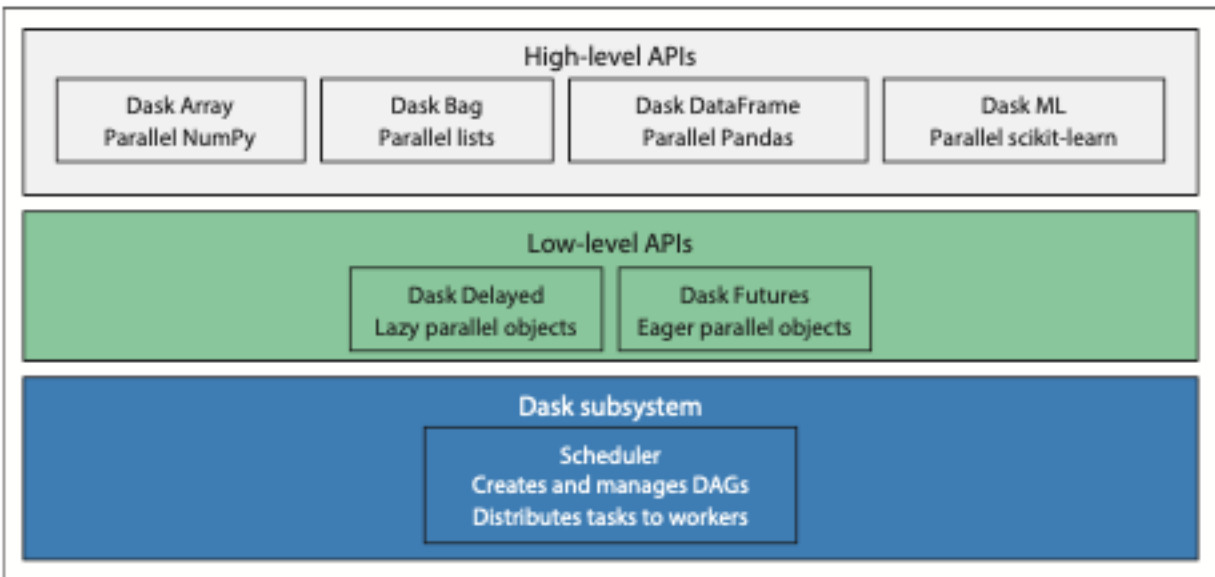 High-level APIs
Dask Array
Parallel NumPy
Dask Bag
Parallel lists
Dask DataFrame
Parallel Pandas
Dask ML
Parallel scikit-learn
Low-level APIs
Dask Delayed
Lazy parallel objects
Dask Futures
Eager parallel objects
Dask subsystem
Scheduler
Creates and manages DAGs
Distributes tasks to workers